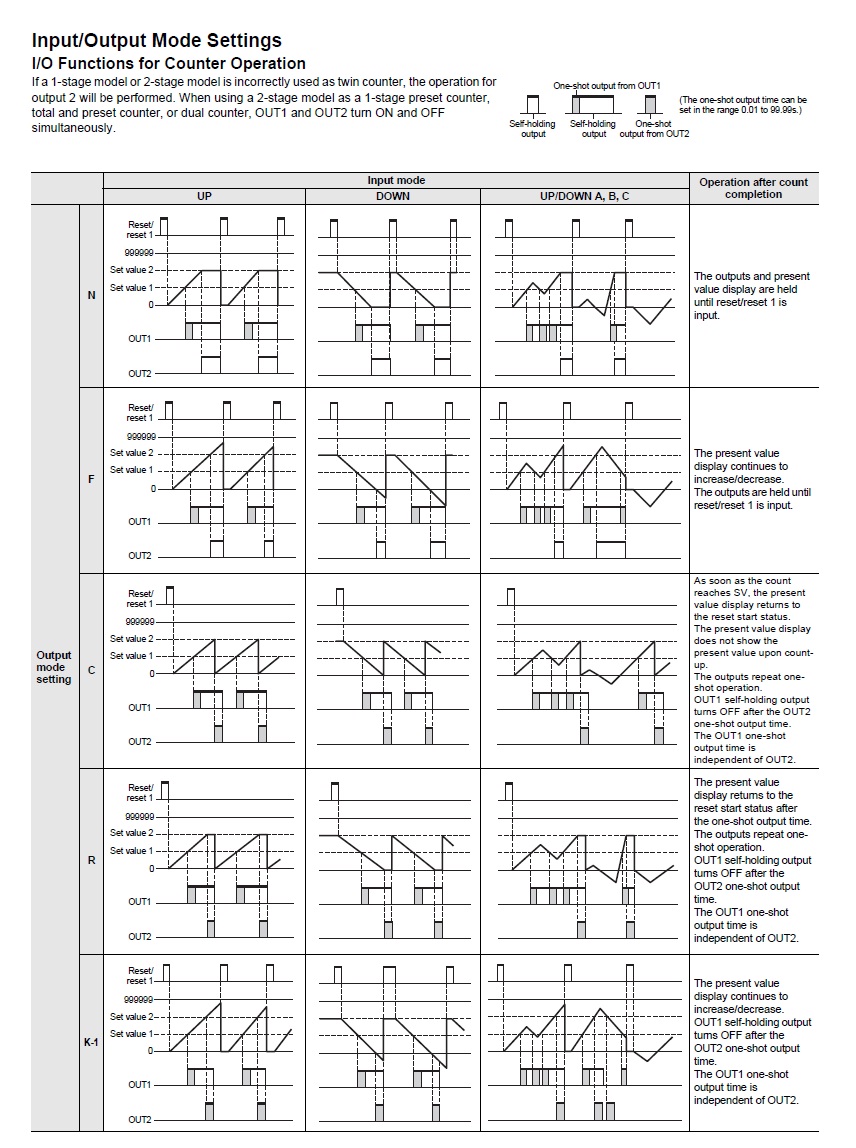 Input/Output Mode Settings
I/O Functions for Counter Operation
If a 1-stage model or 2-stage model is incorrectly used as twin counter, the operation for
output 2 will be performed. When using a 2-stage model as a 1-stage preset counter,
total and preset counter, or dual counter, OUT1 and OUT2 turn ON and OFF
simultaneously.
One-shot output from OUT1
(The one-shot output time can be
set in the range 0.01 to 99.99s.)
Self-holding
output
Self-holding
output
One-shot
output from OUT2
Input mode
Operation after count
completion
UP
DOWN
UP/DOWN A, B, C
Output
mode
setting
N
Reset/
reset 1
999999
Set value 2
Set value 1
0
OUT1
OUT2
The outputs and present
value display are held
until reset/reset 1 is
input.
F
Reset/
reset 1
999999
Set value 2
Set value 1
0
OUT1
OUT2
The present value
display continues to
increase/decrease.
The outputs are held until
reset/reset 1 is input.
C
Reset/
reset 1
999999
Set value 2
Set value 1
0
OUT1
OUT2
As soon as the count
reaches SV, the present
value display returns to
the reset start status.
The present value display
does not show the
present value upon count-
up.
The outputs repeat one-
shot operation.
OUT1 self-holding output
turns OFF after the OUT2
one-shot output time.
The OUT1 one-shot
output time is
independent of OUT2.
R
Reset/
reset 1
999999
Set value 2
Set value 1
0
OUT1
OUT2
The present value
display returns to the
reset start status after
the one-shot output time.
The outputs repeat one-
shot operation.
OUT1 self-holding output
turns OFF after the
OUT2 one-shot output
time.
The OUT1 one-shot
output time is
independent of OUT2.
K-1
Reset/
reset 1
999999
Set value 2
Set value 1
0
OUT1
OUT2
The present value
display continues to
increase/decrease.
OUT1 self-holding output
turns OFF after the
OUT2 one-shot output
time.
The OUT1 one-shot
output time is
independent of OUT2.